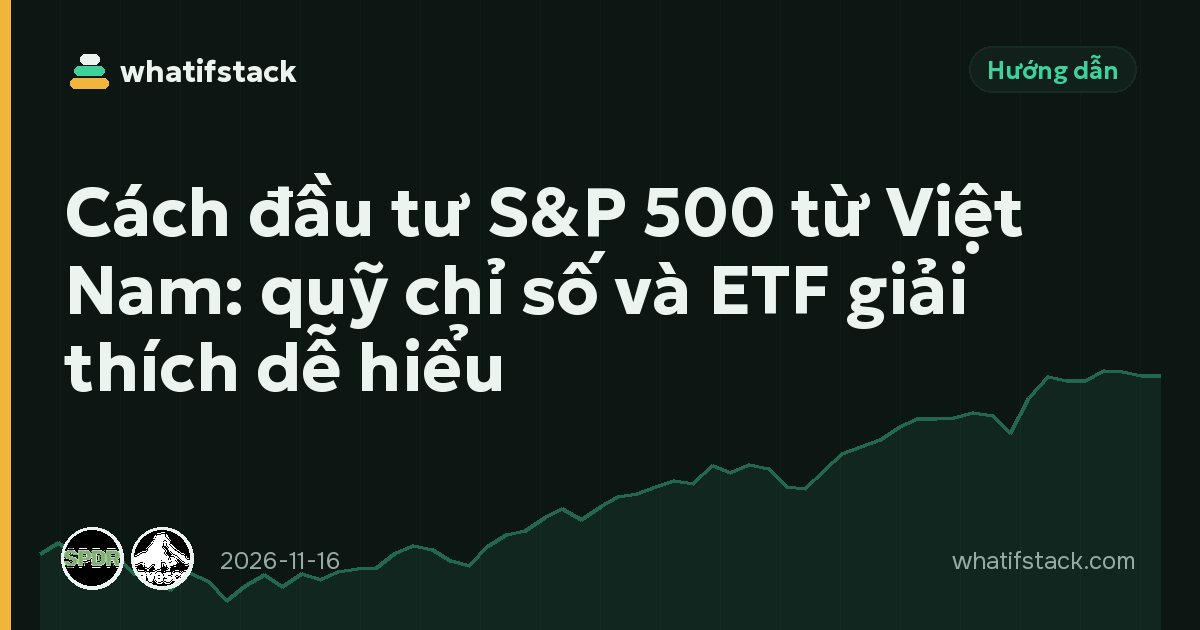 whatifstack
Hướng dẫn
Cách đầu tư S&P 500 từ Việt
Nam: quỹ chỉ số và ETF giải
thích dễ hiểu
SPDR
2026-11-16
whatifstack.com